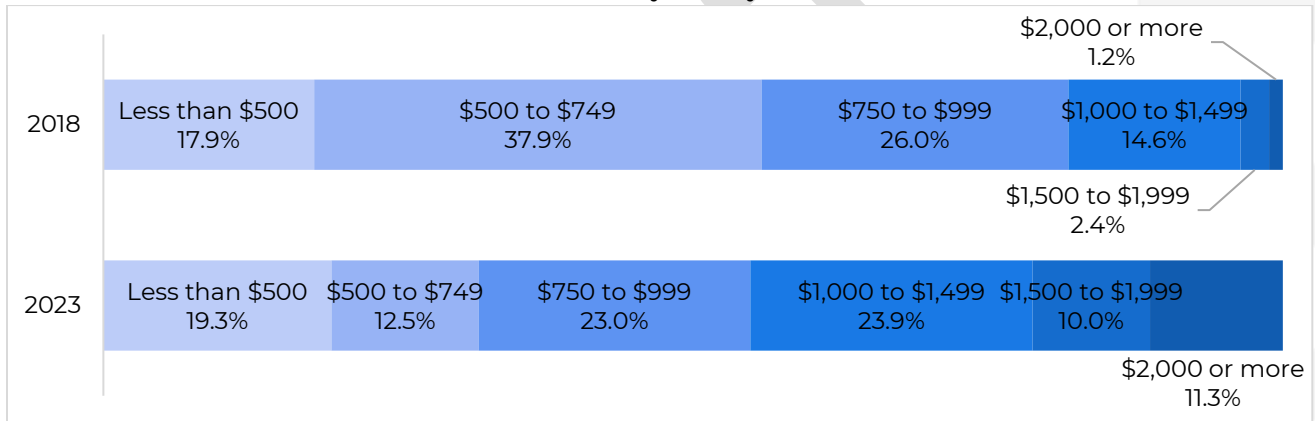 $2,000 or more
1.2%
2018
Less than $500
17.9%
$500 to $749
37.9%
$750 to $999
26.0%
$1,000 to $1,499
14.6%
$1,500 to $1,999
2.4%
2023
Less than $500
19.3%
$500 to $749
12.5%
$750 to $999
23.0%
$1,000 to $1,499
23.9%
$1,500 to $1,999
10.0%
$2,000 or more
11.3%